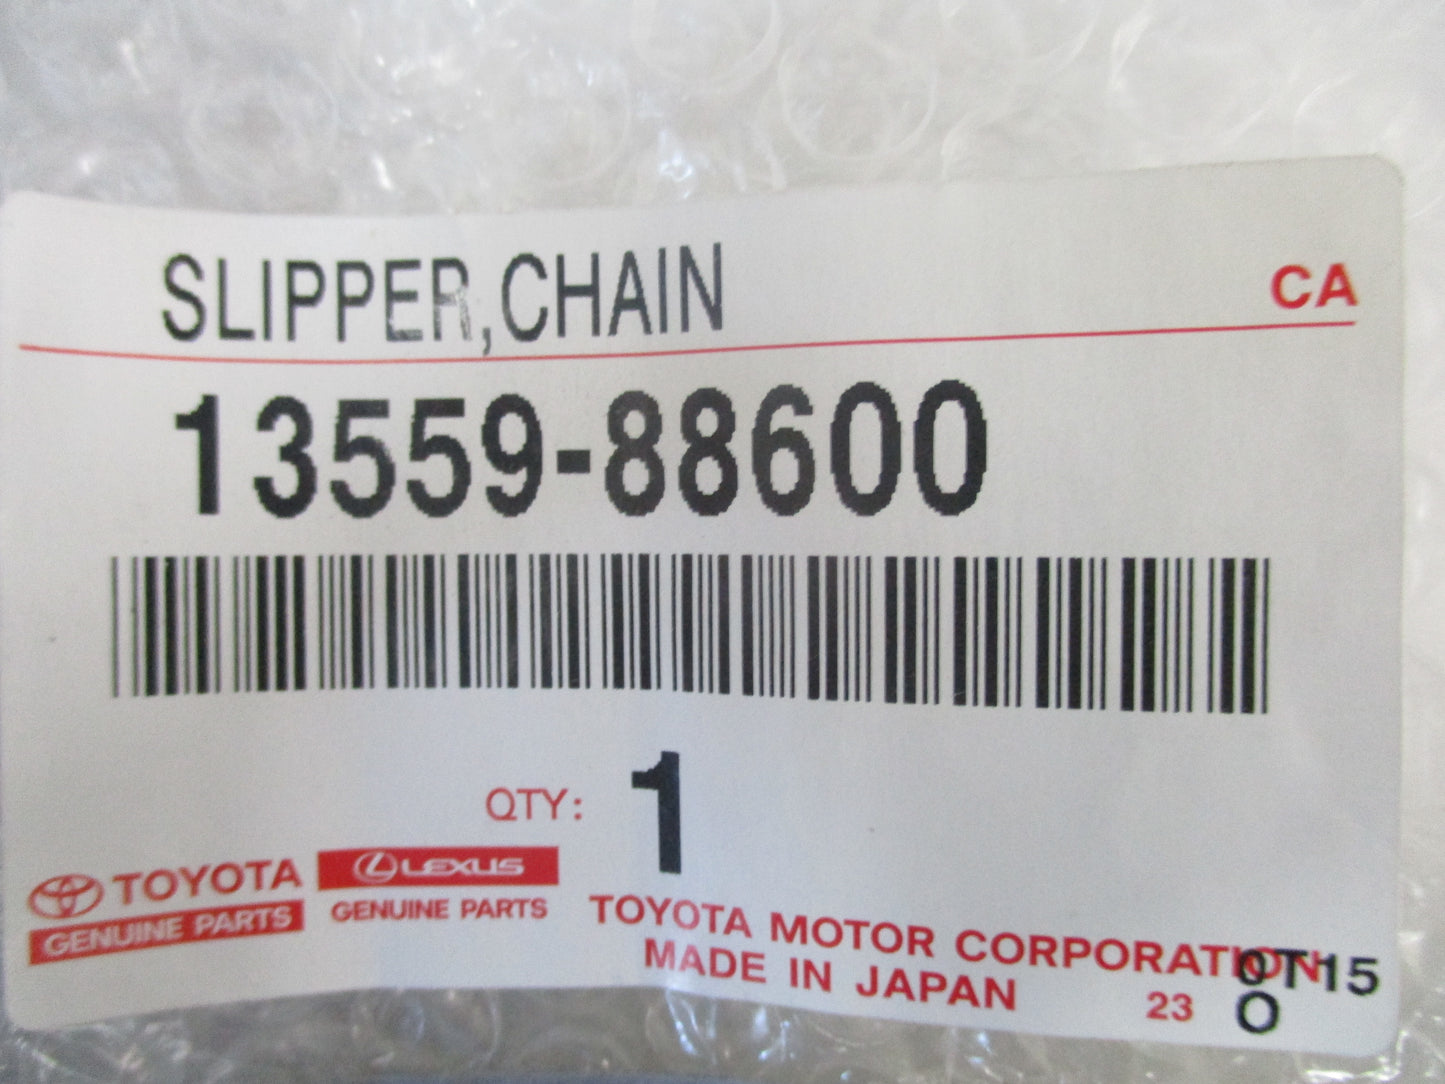 SLIPPER,CHAIN
CA
13559-88600
QTY: 1
TOYOTA
GENUINE PARTS
LEXUS
GENUINE PARTS
TOYOTA MOTOR CORPORATION
MADE IN JAPAN
23
0T15
O